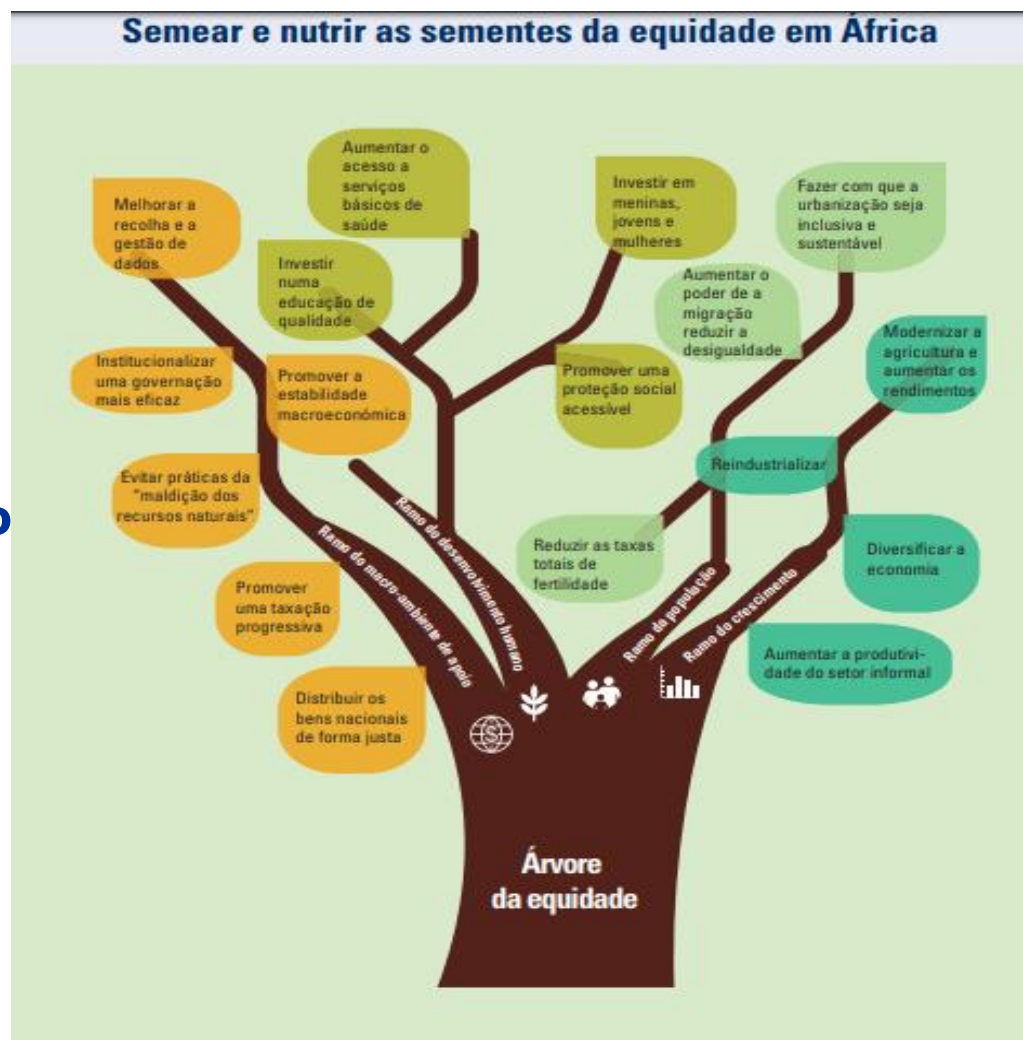 Semear e nutrir as sementes da equidade em África
Aumentar o
acesso a
serviços
básicos de
saúde
Melhorar a
recolha e a
gestão de
dados
Investir
numa
educação de
qualidade
Investir em
meninas,
jovens e
mulheres
Fazer com que a
urbanização seja
inclusiva e
sustentável
Aumentar o
poder de a
migração
reduzir a
desigualdade
Modernizar a
agricultura e
aumentar os
rendimentos
Institucionalizar
uma governação
mais eficaz
Promover a
estabilidade
macroeconómica
Promover uma
proteção social
acessível
Reindustrializar
Evitar práticas da
"maldição dos
recursos naturais"
o
Reduzir as taxas
totais de
fertilidade
Diversificar a
economia
Promover
uma taxação
progressiva
Aumentar a produtivi-
dade do setor informal
Distribuir os
bens nacionais
de forma justa
Ramo do macro-ambiente de apoio
Ramo do desenvolvimento humano
Ramo da população
Ramo do crescimento
$
Árvore
da equidade